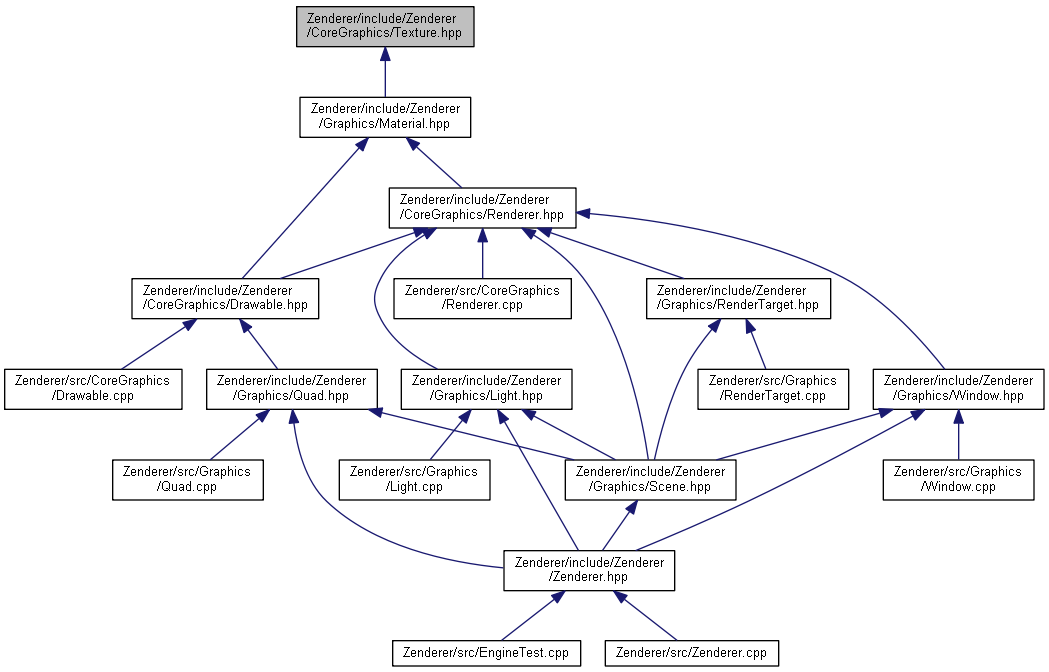 Zenderer/include/Zenderer
/CoreGraphics/Texture.hpp
Zenderer/include/Zenderer
/Graphics/Material.hpp
Zenderer/include/Zenderer
/CoreGraphics/Renderer.hpp
Zenderer/include/Zenderer
/CoreGraphics/Drawable.hpp
Zenderer/src/CoreGraphics
/Renderer.cpp
Zenderer/include/Zenderer
/Graphics/RenderTarget.hpp
Zenderer/src/CoreGraphics
/Drawable.cpp
Zenderer/include/Zenderer
/Graphics/Quad.hpp
Zenderer/include/Zenderer
/Graphics/Light.hpp
Zenderer/src/Graphics
/RenderTarget.cpp
Zenderer/include/Zenderer
/Graphics/Window.hpp
Zenderer/src/Graphics
/Quad.cpp
Zenderer/src/Graphics
/Light.cpp
Zenderer/include/Zenderer
/Graphics/Scene.hpp
Zenderer/src/Graphics
/Window.cpp
Zenderer/include/Zenderer
/Zenderer.hpp
Zenderer/src/EngineTest.cpp
Zenderer/src/Zenderer.cpp